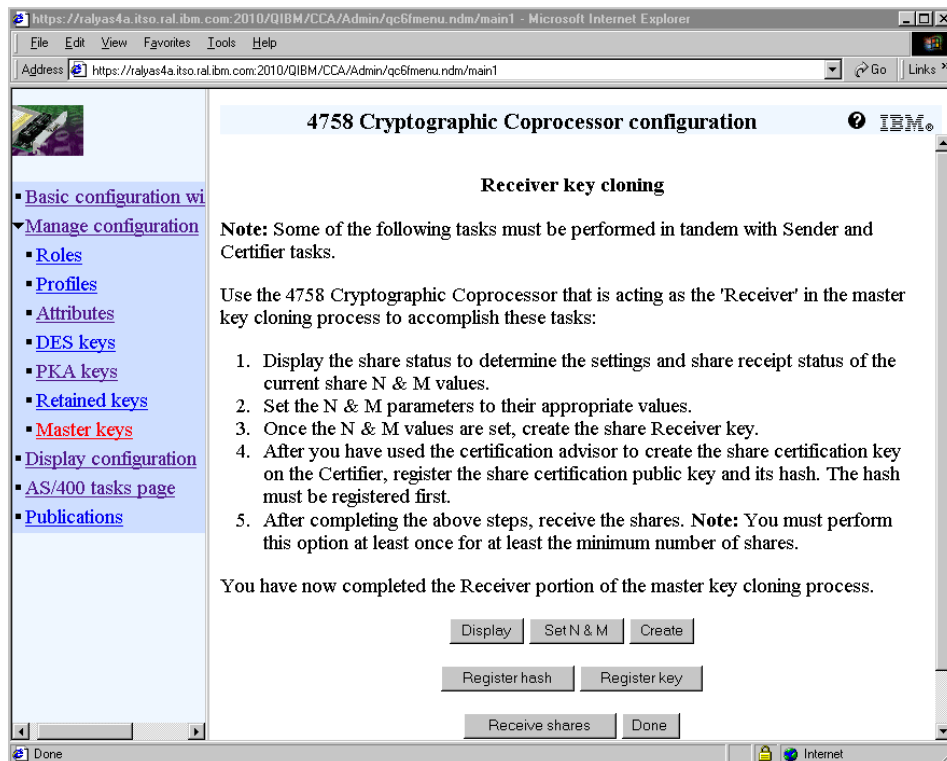 https://ralyas4a.itso.ral.ibm.com:2010/QIBM/CCA/Admin/qc6fmenu.ndm/main1 - Microsoft Internet Explorer
File Edit View Favorites Tools Help
Address https://ralyas4a.itso.ral.ibm.com:2010/QIBM/CCA/Admin/qc6fmenu.ndm/main1 Go Links »
4758 Cryptographic Coprocessor configuration ? IBM®
Basic configuration wi
Manage configuration
Roles
Profiles
Attributes
DES keys
PKA keys
Retained keys
Master keys
Display configuration
AS/400 tasks page
Publications
Receiver key cloning
Note: Some of the following tasks must be performed in tandem with Sender and
Certifier tasks.
Use the 4758 Cryptographic Coprocessor that is acting as the 'Receiver' in the master
key cloning process to accomplish these tasks:
1. Display the share status to determine the settings and share receipt status of the
current share N & M values.
2. Set the N & M parameters to their appropriate values.
3. Once the N & M values are set, create the share Receiver key.
4. After you have used the certification advisor to create the share certification key
on the Certifier, register the share certification public key and its hash. The hash
must be registered first.
5. After completing the above steps, receive the shares. Note: You must perform
this option at least once for at least the minimum number of shares.
You have now completed the Receiver portion of the master key cloning process.
Display Set N & M Create
Register hash Register key
Receive shares Done
Done Internet